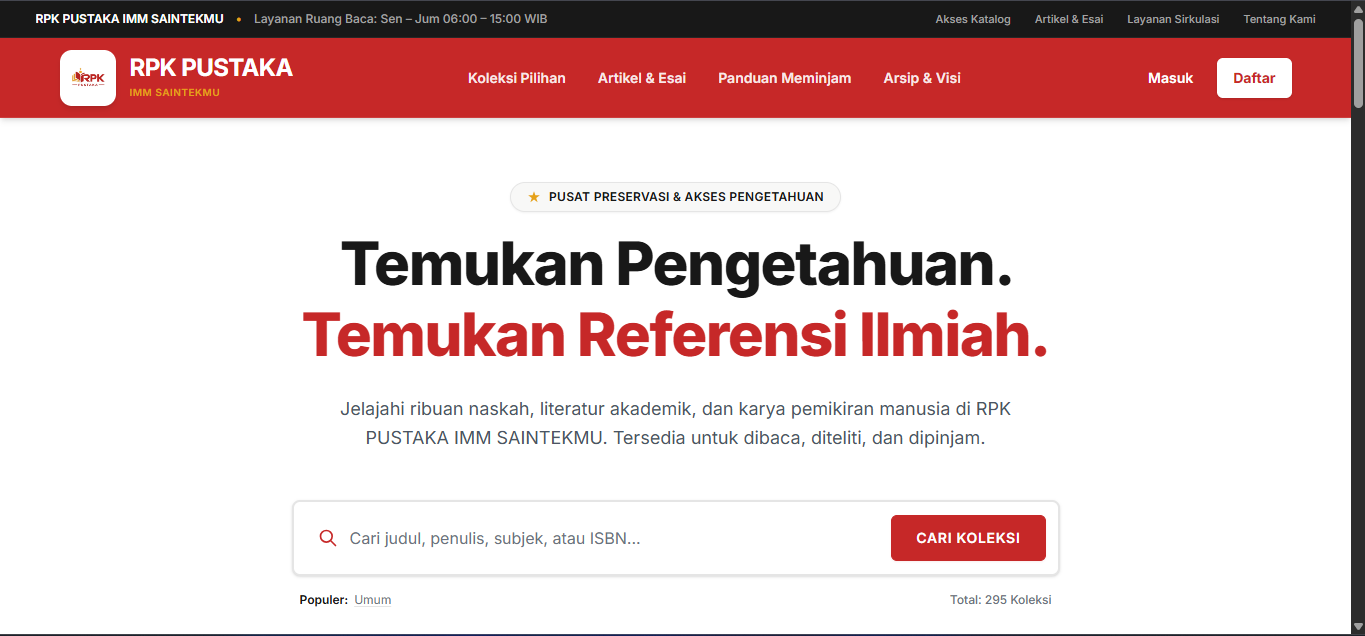 RPK PUSTAKA IMM SAINTEKMU • Layanan Ruang Baca: Sen – Jum 06:00 – 15:00 WIB Akses Katalog Artikel & Esai Layanan Sirkulasi Tentang Kami
RPK PUSTAKA
RPK PUSTAKA
IMM SAINTEKMU
Koleksi Pilihan Artikel & Esai Panduan Meminjam Arsip & Visi Masuk Daftar
★ PUSAT PRESERVASI & AKSES PENGETAHUAN
Temukan Pengetahuan.
Temukan Referensi Ilmiah.
Jelajahi ribuan naskah, literatur akademik, dan karya pemikiran manusia di RPK
PUSTAKA IMM SAINTEKMU. Tersedia untuk dibaca, diteliti, dan dipinjam.
Cari judul, penulis, subjek, atau ISBN... CARI KOLEKSI
Populer: Umum Total: 295 Koleksi